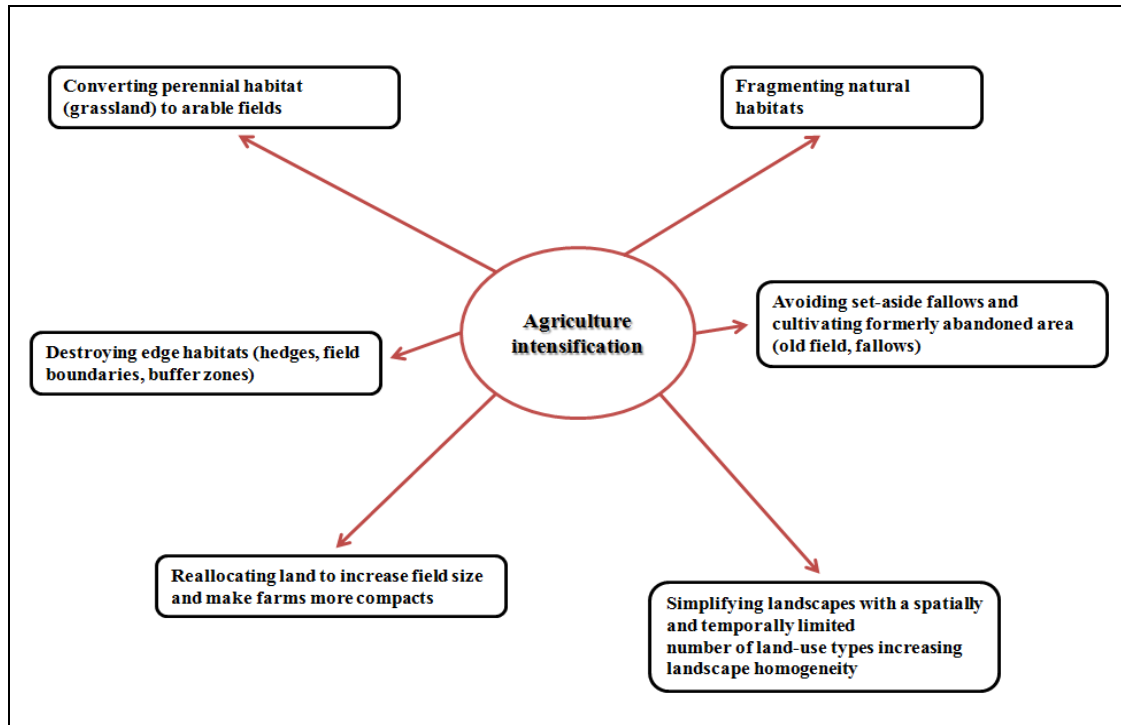 Converting perennial habitat
(grassland) to arable fields
Fragmenting natural
habitats
Agriculture
intensification
Avoiding set-aside fallows and
cultivating formerly abandoned area
(old field, fallows)
Destroying edge habitats (hedges, field
boundaries, buffer zones)
Reallocating land to increase field size
and make farms more compacts
Simplifying landscapes with a spatially
and temporally limited
number of land-use types increasing
landscape homogeneity